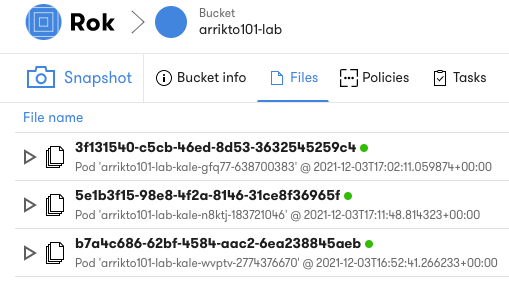 Rok
Bucket
arrikto101-lab
Snapshot
Bucket info
Files
Policies
Tasks
File name
3f131540-c5cb-46ed-8d53-3632545259c4
Pod 'arrikto101-lab-kale-gfq77-638700383' @ 2021-12-03T17:02:11.059874+00:00
5e1b3f15-98e8-4f2a-8146-31ce8f36965f
Pod 'arrikto101-lab-kale-n8ktj-183721046' @ 2021-12-03T17:11:48.814323+00:00
b7a4c686-62bf-4584-aac2-6ea238845aeb
Pod 'arrikto101-lab-kale-wvptv-2774376670' @ 2021-12-03T16:52:41.266233+00:00